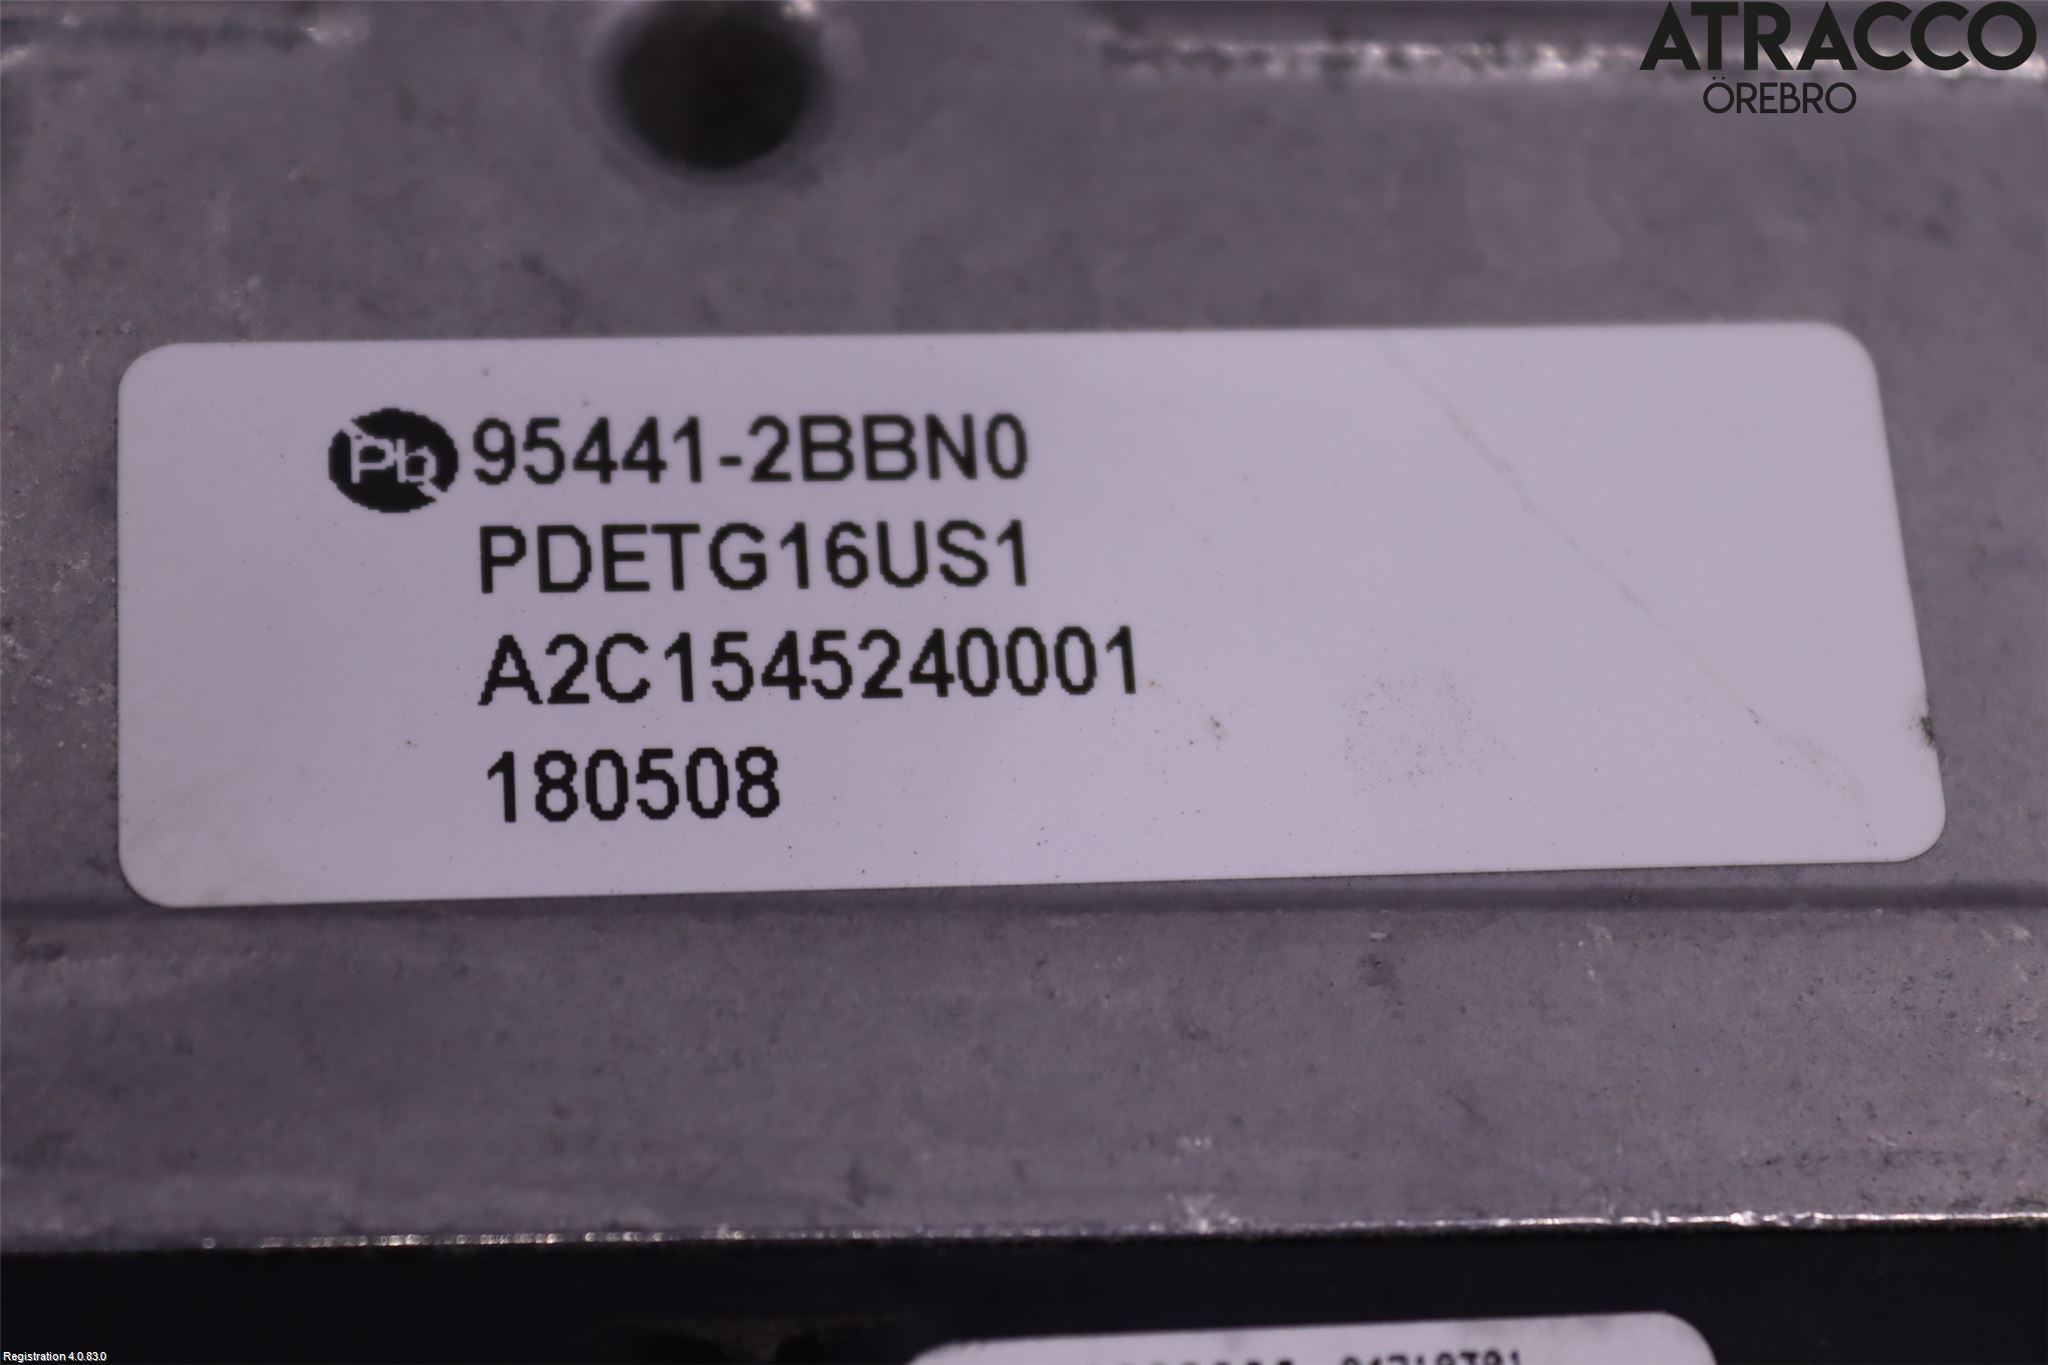 ATRACCO
ÖREBRO
Pb 95441-2BBN0
PDETG16US1
A2C1545240001
180508
Registration 4.0.83.0